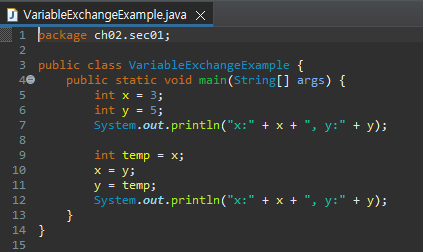 VariableExchangeExample.java
1 package ch02.sec01;
2
3 public class VariableExchangeExample {
4 public static void main(String[] args) {
5 int x = 3;
6 int y = 5;
7 System.out.println("x:" + x + ", y:" + y);
8
9 int temp = x;
10 x = y;
11 y = temp;
12 System.out.println("x:" + x + ", y:" + y);
13 }
14 }
15